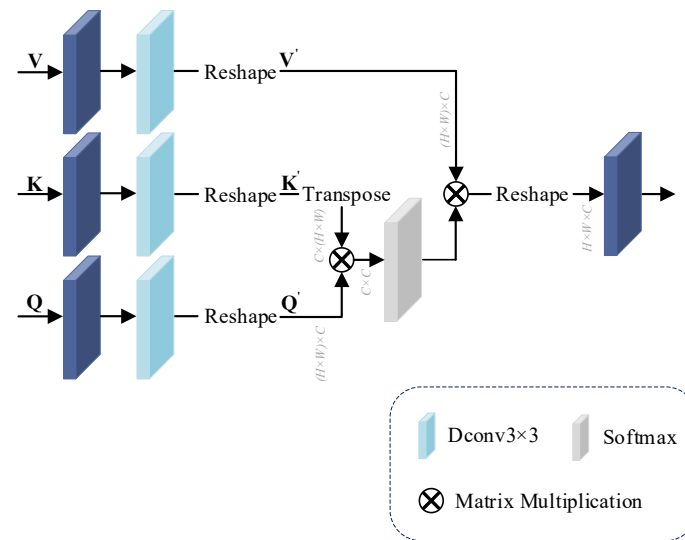 V
Reshape
V'
(H×W)×C
K
Reshape
K'
Transpose
Reshape
H×W×C
C×(H×W)
C×C
Q
Reshape
Q'
(H×W)×C
Dconv3×3
Softmax
Matrix Multiplication